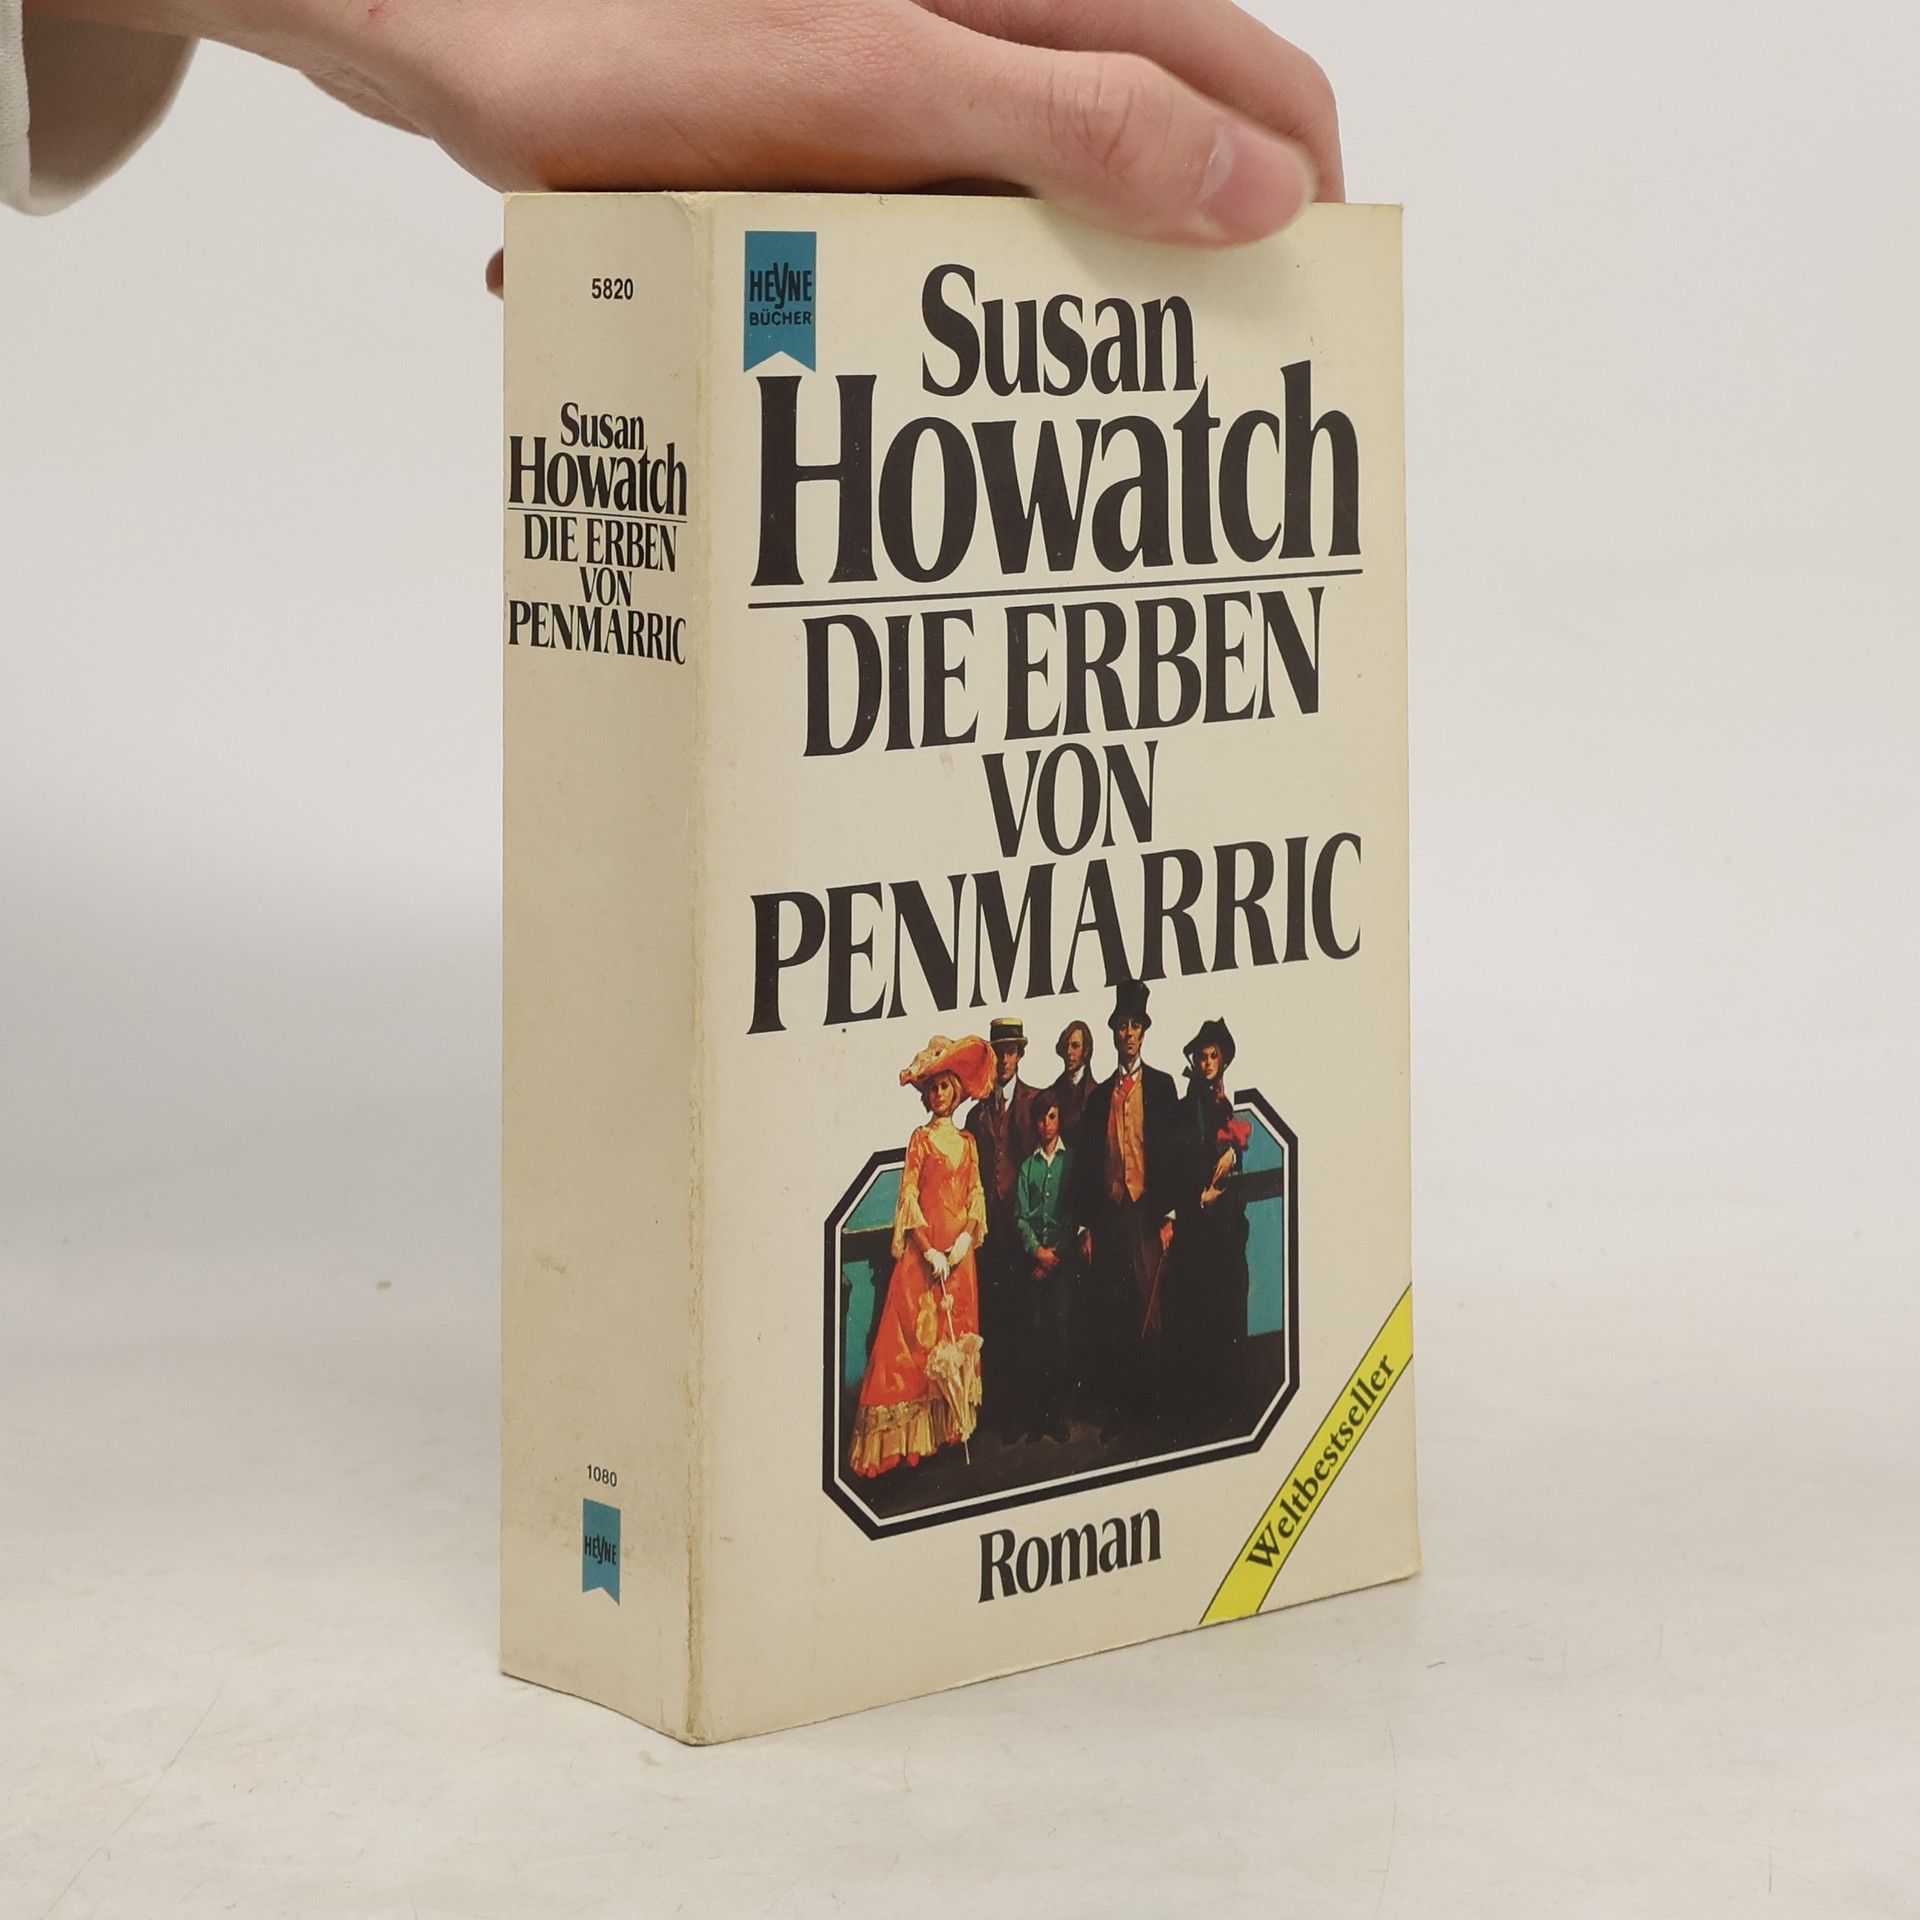 5820
Susan
Howatch
DIE ERBEN
VON
PENMARRIC
1080
HEYNE
HEYNE
BÜCHER
Susan
Howatch
DIE ERBEN
VON
PENMARRIC
Roman
Weltbestseller